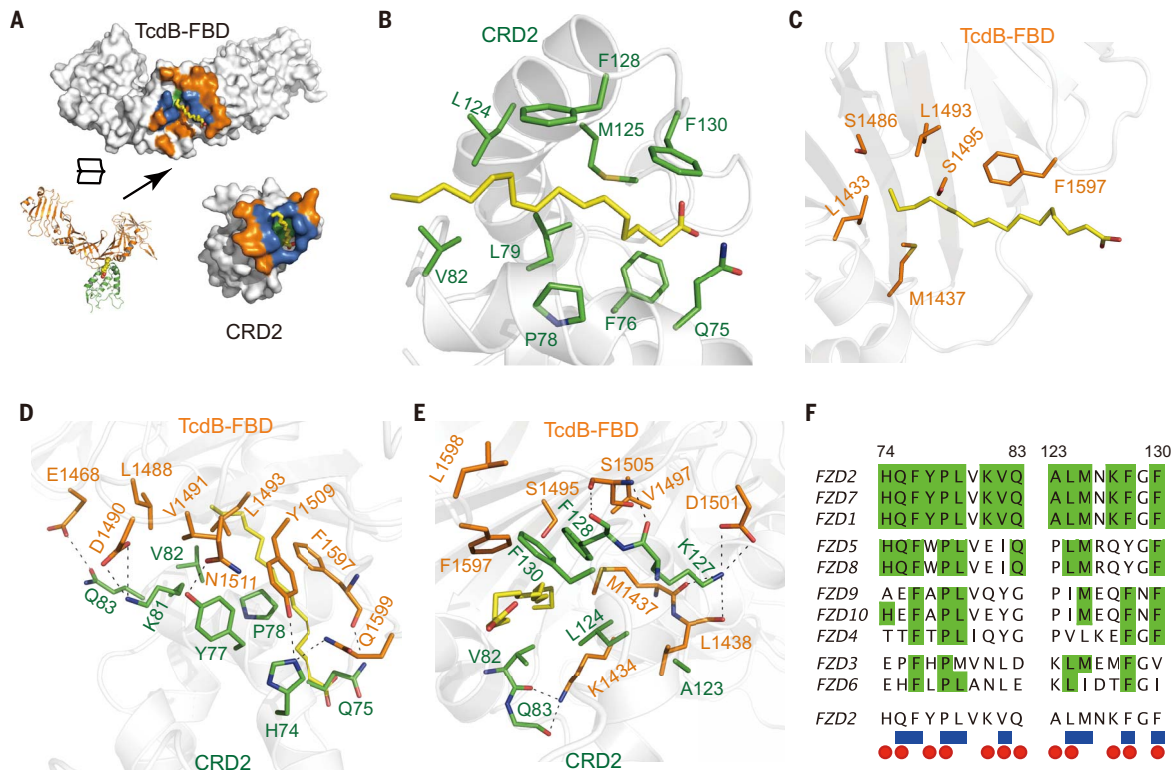 A
TcdB-FBD
CRD2
B
CRD2
F128
L124
M125
F130
L79
V82
P78
F76
Q75
C
TcdB-FBD
L1493
S1486
S1495
L1433
F1597
M1437
D
TcdB-FBD
E1468
L1488
V1491
L1493
Y1509
D1490
F1597
V82
N1511
Q83
K81
P78
Q1599
Y77
Q75
H74
CRD2
E
TcdB-FBD
L1598
S1505
S1495
V1497
D1501
F128
F1597
F130
K127
M1437
L124
L1438
V82
K1434
A123
Q83
CRD2
F
74 83 123 130
FZD2 HQFYPLVKVQ ALMNKFGF
FZD7 HQFYPLVKVQ ALMNKFGF
FZD1 HQFYPLVKVQ ALMNKFGF
FZD5 HQFWPLVEIQ PLMRQYGF
FZD8 HQFWPLVEIQ PLMRQYGF
FZD9 AEFAPLVQYG PIMEQFNF
FZD10 HEFAPLVEYG PIMEQFNF
FZD4 TTFTPLIQYG PVLKEFGF
FZD3 EPFHPMVNLD KLMEMFGV
FZD6 EHFLPLANLE KLIDTFGI
FZD2 HQFYPLVKVQ ALMNKFGF